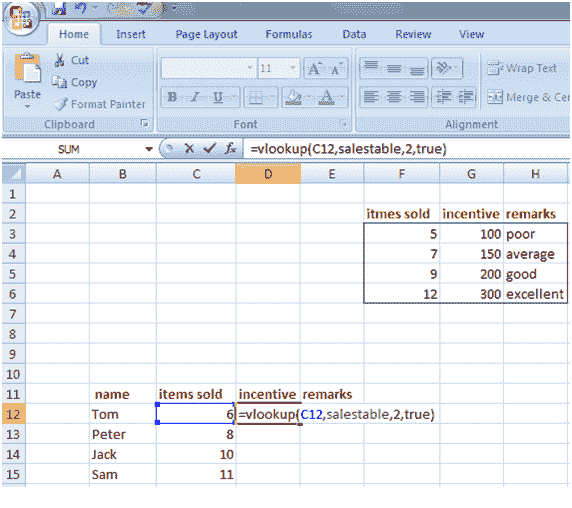 Home Insert Page Layout Formulas Data Review View
Paste
Cut
Copy
Format Painter
Clipboard
11 A A
B I U A
Font
Wrap Text
Merge & Cen
Alignment
SUM fx =vlookup(C12,salestable,2,true)
A B C D E F G H
1
2 itmes sold incentive remarks
3 5 100 poor
4 7 150 average
5 9 200 good
6 12 300 excellent
7
8
9
10
11 name items sold incentive remarks
12 Tom 6 =vlookup(C12,salestable,2,true)
13 Peter 8
14 Jack 10
15 Sam 11